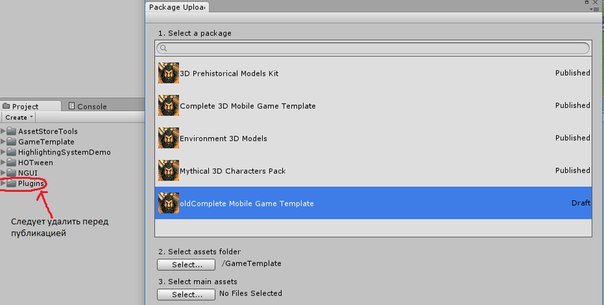 Package Uploa
1. Select a package
3D Prehistorical Models Kit Published
Complete 3D Mobile Game Template Published
Environment 3D Models Published
Mythical 3D Characters Pack Published
oldComplete Mobile Game Template Draft
2. Select assets folder
Select... /GameTemplate
3. Select main assets
Select... No Files Selected
Project Console
Create
AssetStoreTools
GameTemplate
HighlightingSystemDemo
HOTween
NGUI
Plugins
Следует удалить перед
публикацией